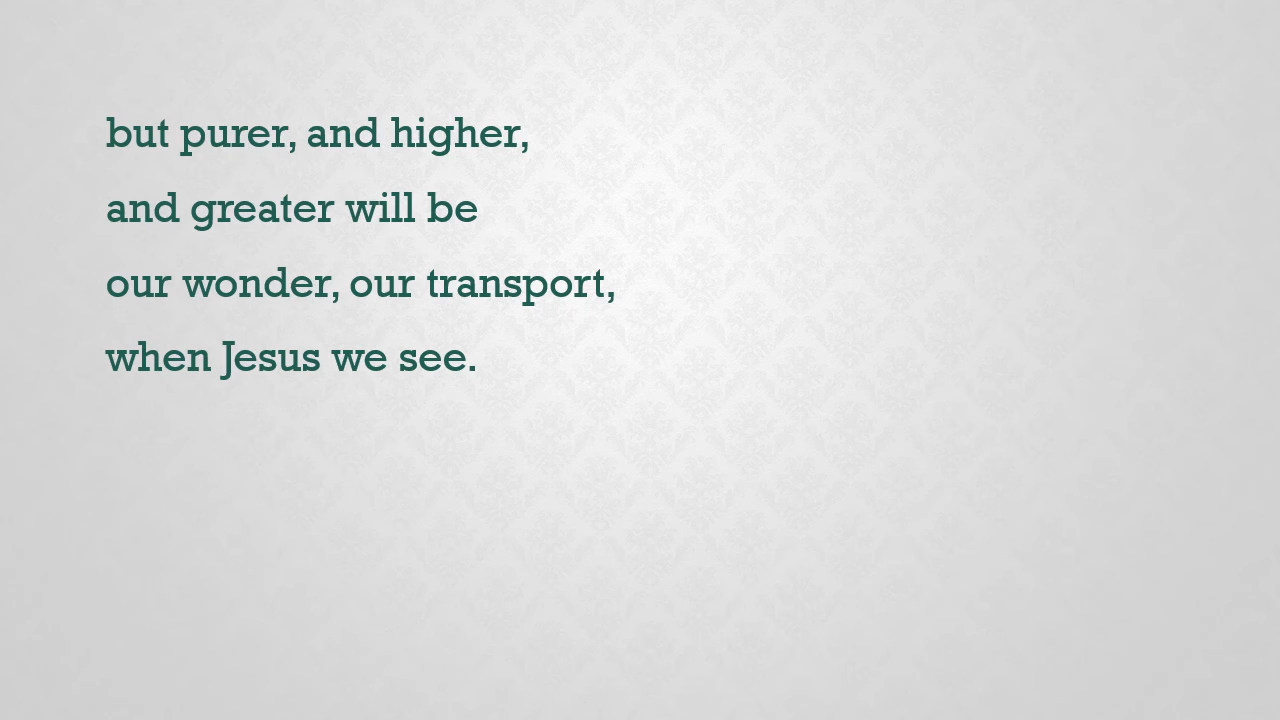 but purer, and higher,
and greater will be
our wonder, our transport,
when Jesus we see.